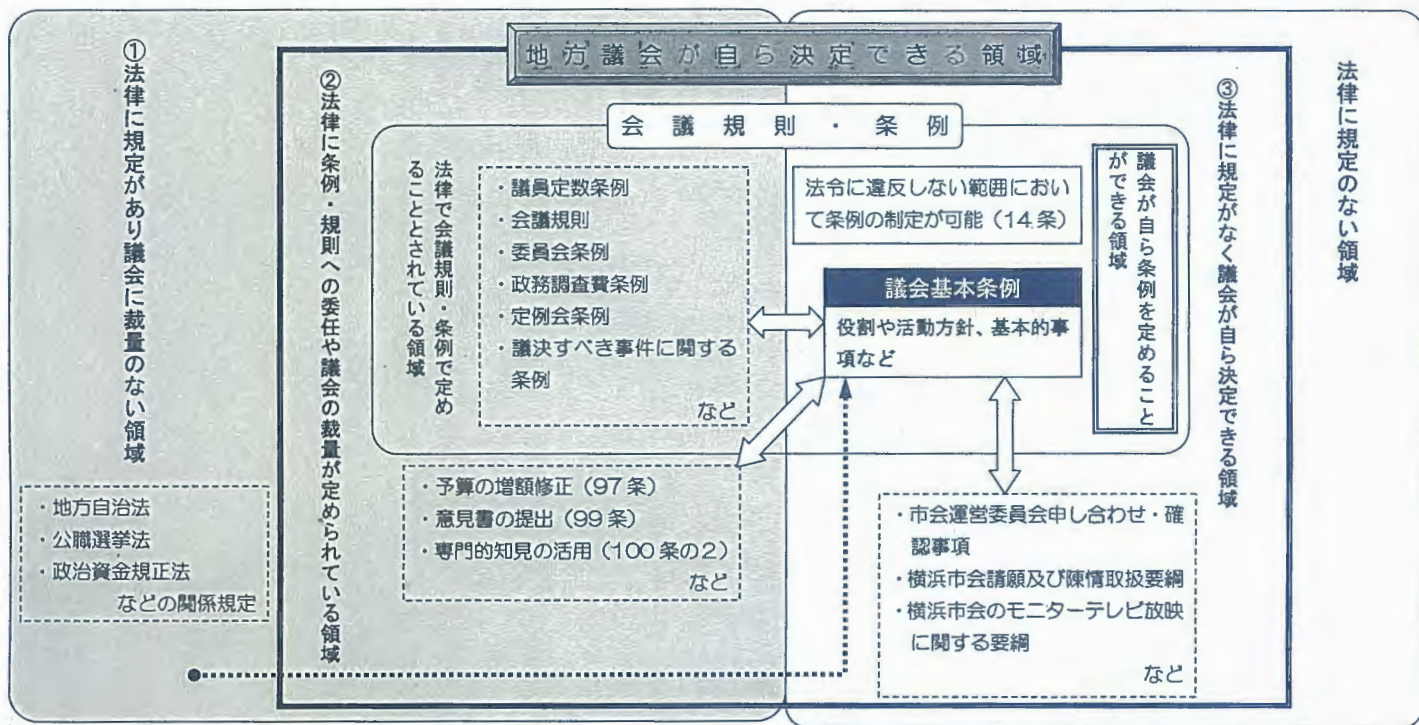 地方議会が自ら決定できる領域
①法律に規定があり議会に裁量のない領域
・地方自治法
・公職選挙法
・政治資金規正法
などの関係規定
②法律に条例・規則への委任や議会の裁量が定められている領域
会議規則・条例
法律で会議規則・条例で定め
ることとされている領域
・議員定数条例
・会議規則
・委員会条例
・政務調査費条例
・定例会条例
・議決すべき事件に関する
条例
など
・予算の増額修正（97条）
・意見書の提出（99条）
・専門的知見の活用（100条の2）
など
法令に違反しない範囲におい
て条例の制定が可能（14条）
議会基本条例
役割や活動方針、基本的事
項など
議会が自ら条例を定めること
ができる領域
・市会運営委員会申し合わせ・確
認事項
・横浜市会請願及び陳情取扱要綱
・横浜市会のモニターテレビ放映
に関する要綱
など
③法律に規定がなく議会が自ら決定できる領域
法律に規定のない領域